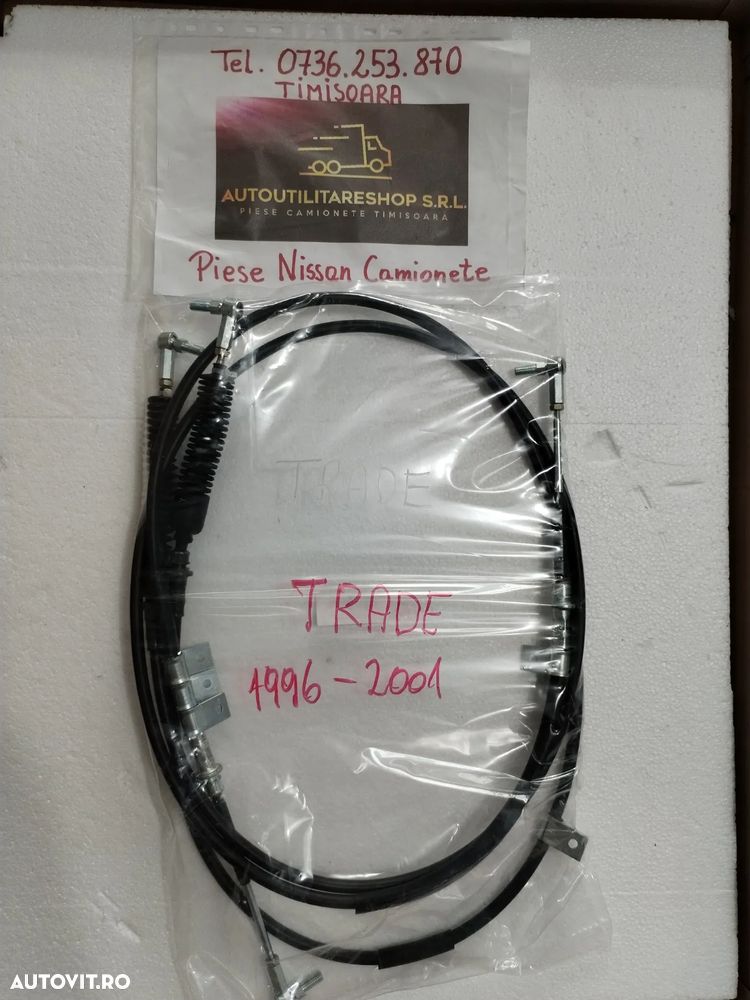 Tel. 0736.253.870
TIMISOARA
AUTOUTILITARESHOP S.R.L.
PIESE CAMIONETE TIMISOARA
Piese Nissan Camionete
TRADE
TRADE
1996-2001
AUTOVIT.RO